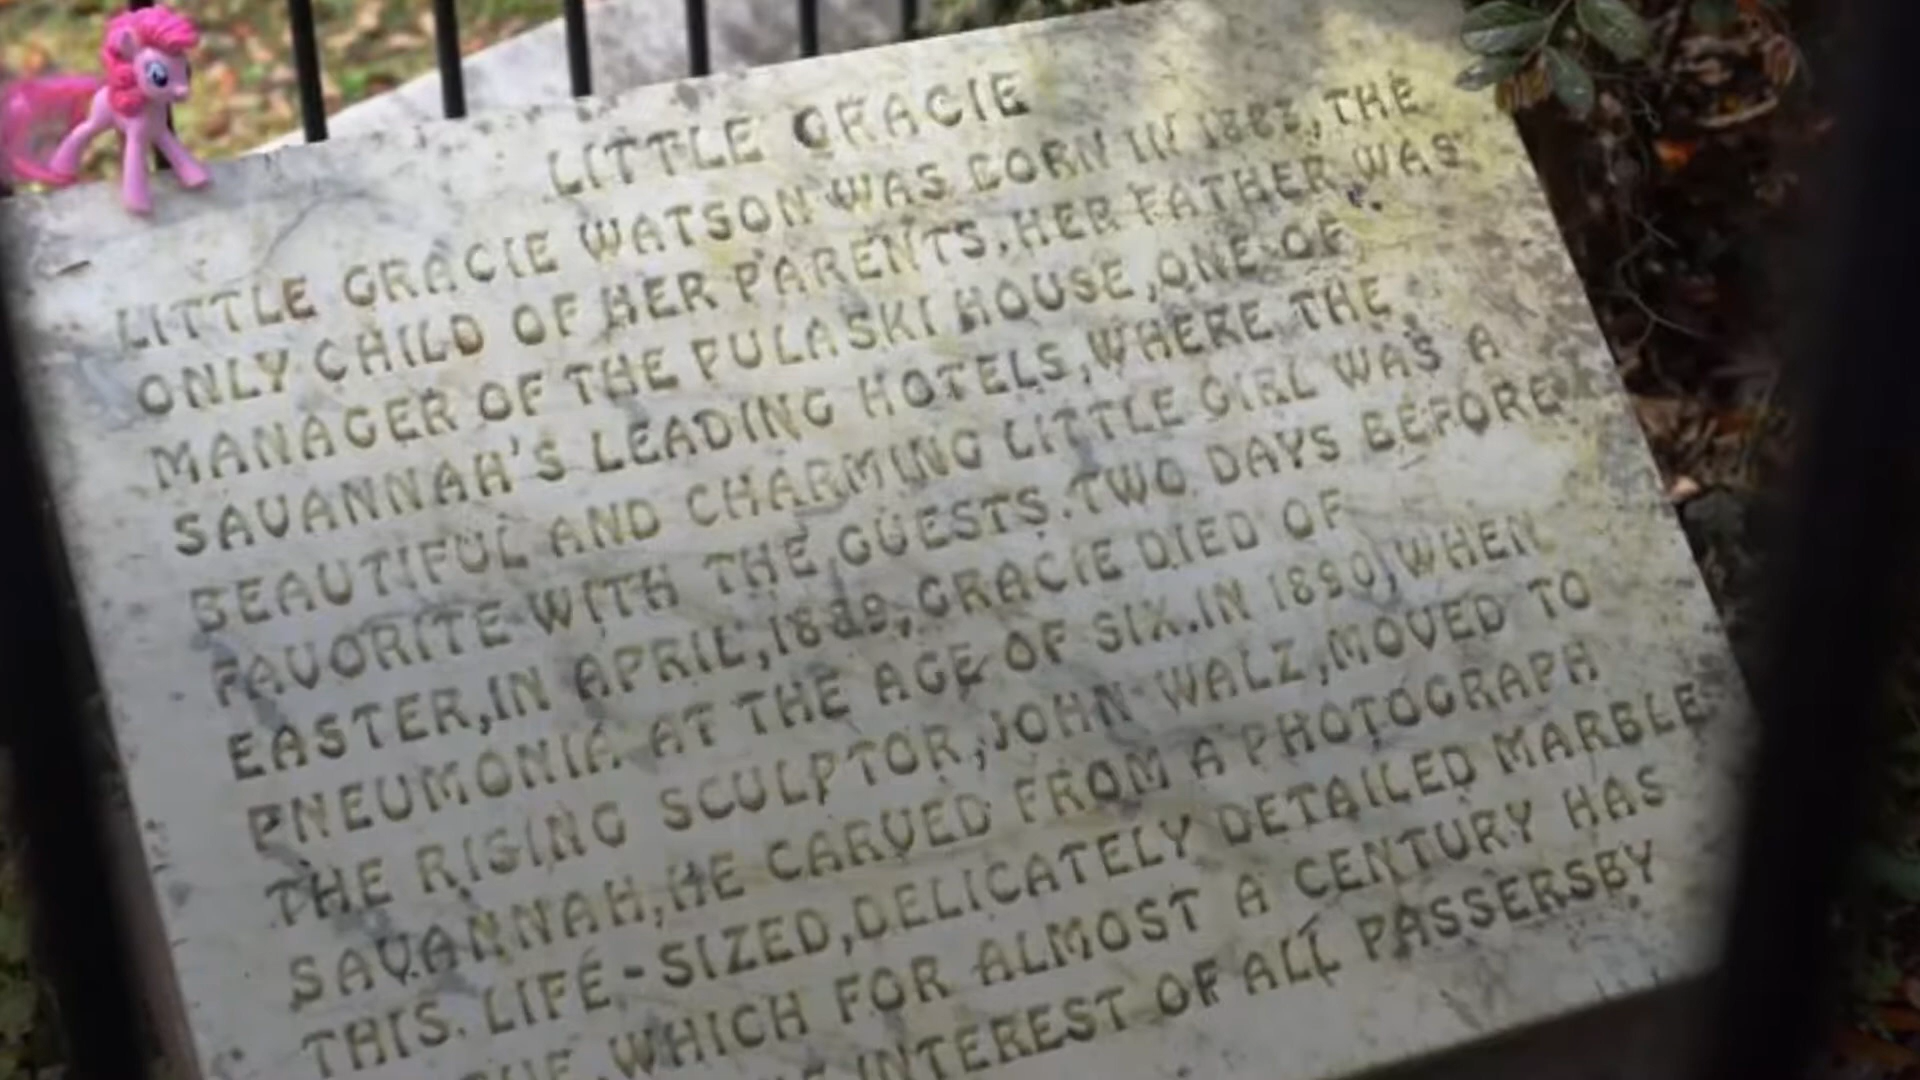 LITTLE GRACIE
LITTLE GRACIE WATSON WAS BORN IN 1883, THE
ONLY CHILD OF HER PARENTS. HER FATHER WAS
MANAGER OF THE PULASKI HOUSE, ONE OF
SAVANNAH'S LEADING HOTELS, WHERE THE
BEAUTIFUL AND CHARMING LITTLE GIRL WAS A
FAVORITE WITH THE GUESTS. TWO DAYS BEFORE
EASTER, IN APRIL, 1889, GRACIE DIED OF
PNEUMONIA AT THE AGE OF SIX. IN 1890, WHEN
THE RISING SCULPTOR, JOHN WALZ, MOVED TO
SAVANNAH, HE CARVED FROM A PHOTOGRAPH
THIS LIFE-SIZED, DELICATELY DETAILED MARBLE
WHICH FOR ALMOST A CENTURY HAS
INTEREST OF ALL PASSERSBY